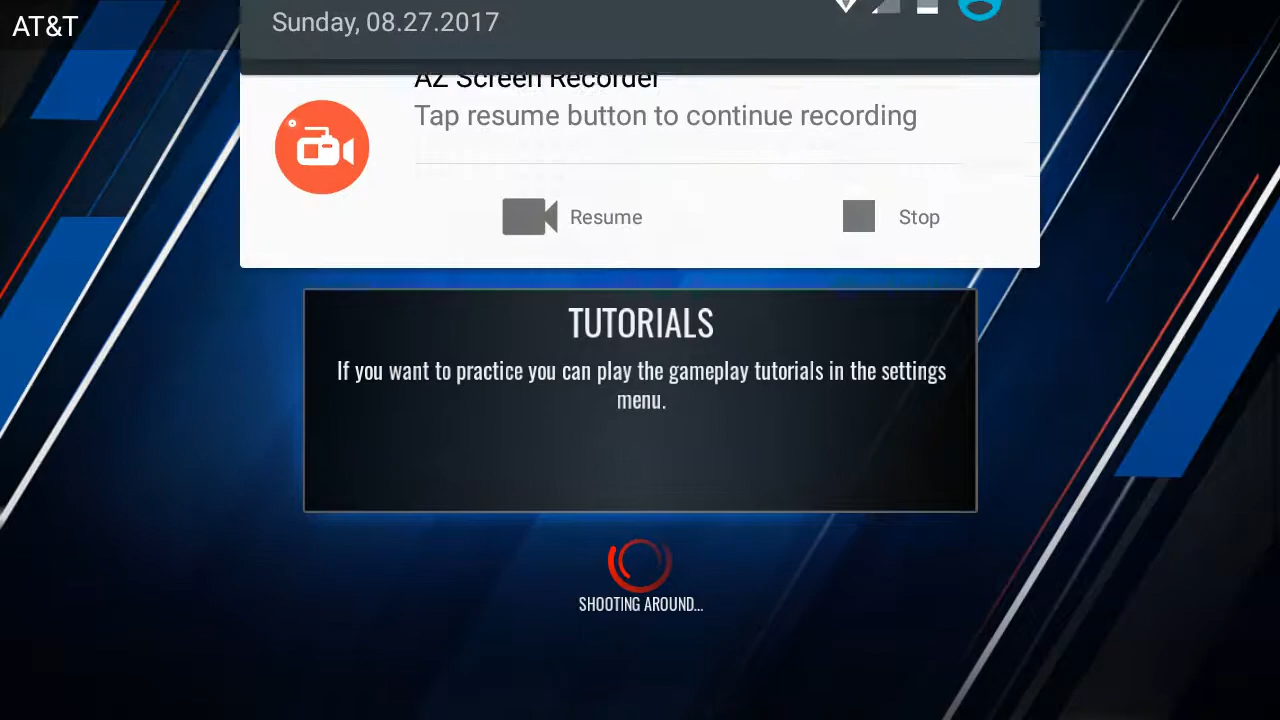 AT&T
Sunday, 08.27.2017
AZ Screen Recorder
Tap resume button to continue recording
Resume
Stop
TUTORIALS
If you want to practice you can play the gameplay tutorials in the settings
menu.
SHOOTING AROUND...